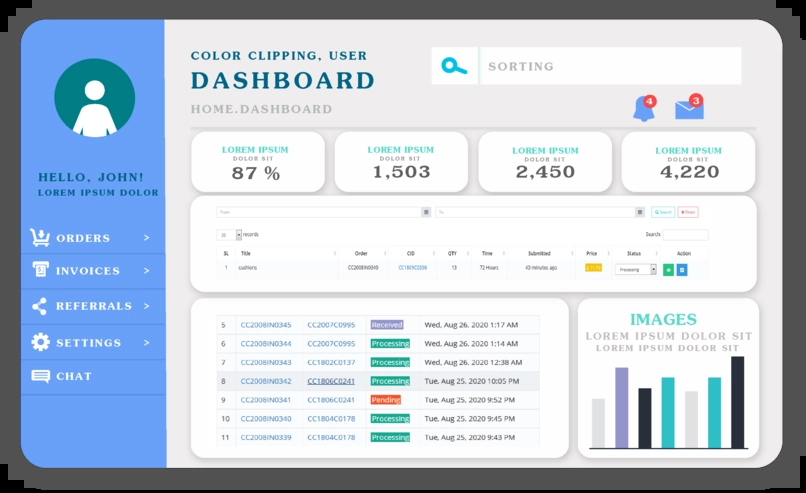 COLOR CLIPPING, USER
DASHBOARD
HOME.DASHBOARD
SORTING
4
3
HELLO, JOHN!
LOREM IPSUM DOLOR
ORDERS >
INVOICES >
REFERRALS >
SETTINGS >
CHAT
LOREM IPSUM
DOLOR SIT
87 %
LOREM IPSUM
DOLOR SIT
1,503
LOREM IPSUM
DOLOR SIT
2,450
LOREM IPSUM
DOLOR SIT
4,220
From To Search Reset
20 records Search:
SL Title Order CID QTY Time Submitted Price Status Action
1 cushions CC2008IN0349 CC1809C0206 13 72 Hours 43 minutes ago Processing
5 CC2008IN0345 CC2007C0995 Received Wed, Aug 26. 2020 1:17 AM
6 CC2008IN0344 CC2007C0995 Processing Wed, Aug 26. 2020 1:14 AM
7 CC2008IN0343 CC1802C0137 Processing Wed, Aug 26. 2020 12:38 AM
8 CC2008IN0342 CC1806C0241 Processing Tue, Aug 25. 2020 10:05 PM
9 CC2008IN0341 CC1806C0241 Pending Tue, Aug 25. 2020 9:52 PM
10 CC2008IN0340 CC1804C0178 Processing Tue, Aug 25. 2020 9:45 PM
11 CC2008IN0339 CC1804C0178 Processing Tue, Aug 25. 2020 9:43 PM
IMAGES
LOREM IPSUM DOLOR SIT
LOREM IPSUM DOLOR SIT